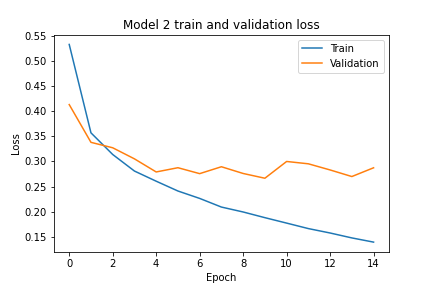 Model 2 train and validation loss
Train
Validation
Loss
0.55
0.50
0.45
0.40
0.35
0.30
0.25
0.20
0.15
0 2 4 6 8 10 12 14
Epoch